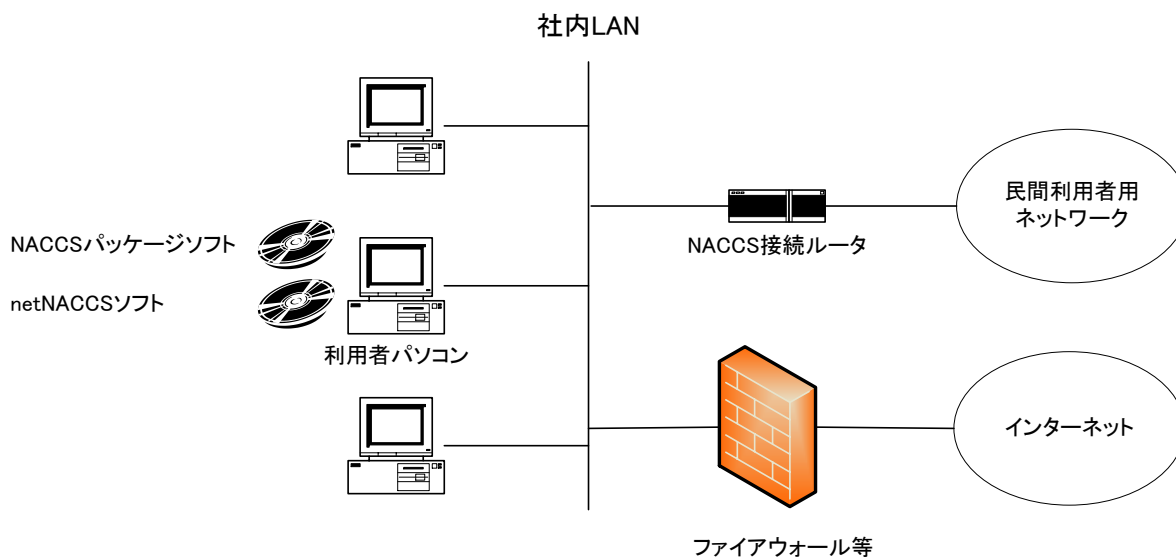 社内LAN
NACCSパッケージソフト
netNACCSソフト
利用者パソコン
NACCS接続ルータ
民間利用者用
ネットワーク
インターネット
ファイアウォール等